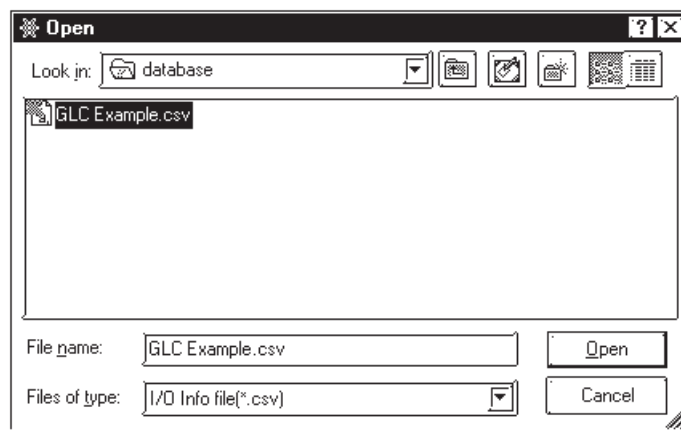 Open
Look in: database
GLC Example.csv
File name: GLC Example.csv
Open
Files of type: I/O Info file(*.csv)
Cancel